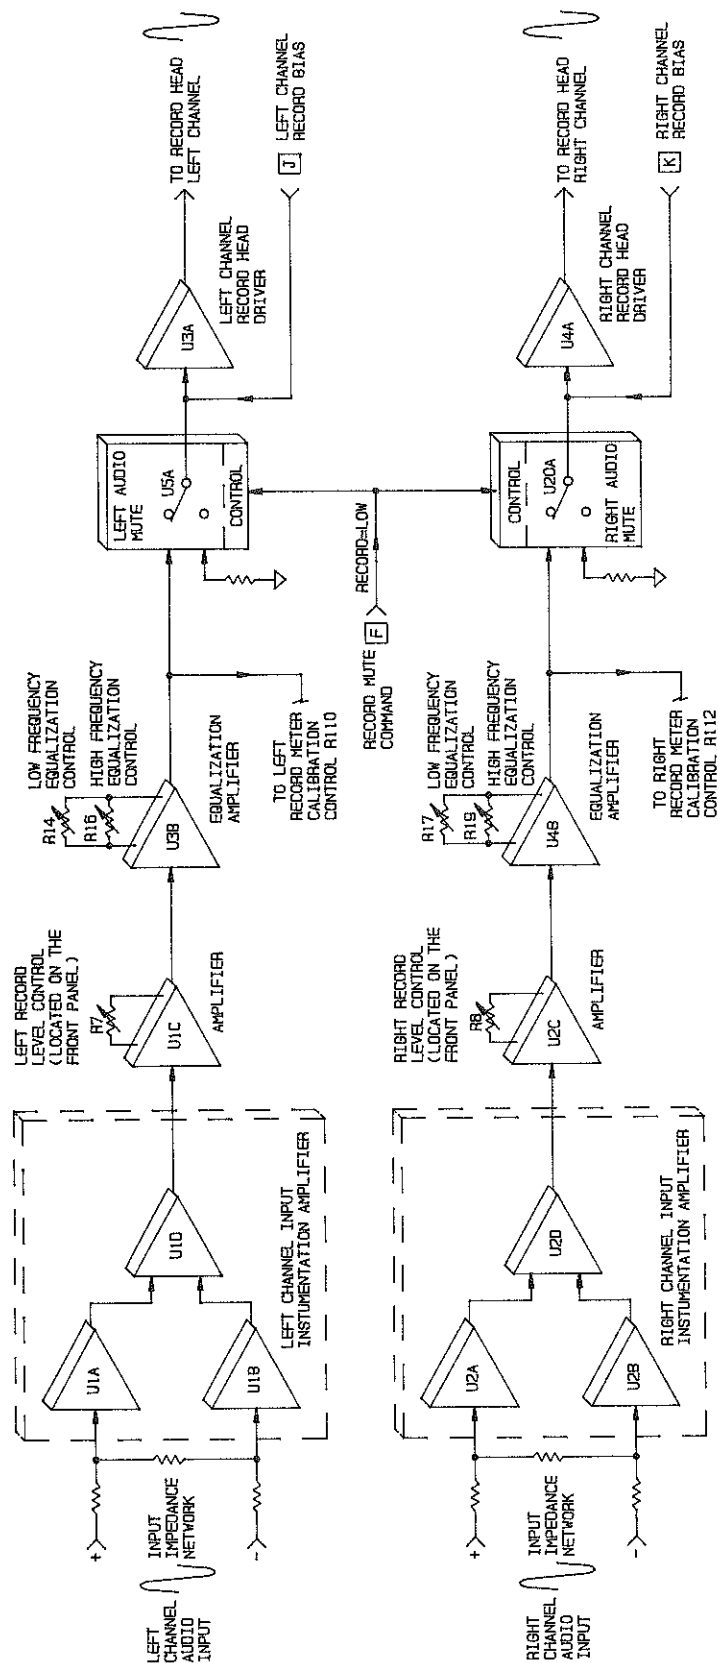 LEFT
CHANNEL
AUDIO
INPUT
+
-
INPUT
IMPEDANCE
NETWORK
U1A
U1B
U1D
LEFT CHANNEL INPUT
INSTUMENTATION AMPLIFIER
LEFT RECORD
LEVEL CONTROL
(LOCATED ON THE
FRONT PANEL)
R7
U1C
AMPLIFIER
LOW FREQUENCY
EQUALIZATION
CONTROL
R14
HIGH FREQUENCY
EQUALIZATION
CONTROL
R16
U3B
EQUALIZATION
AMPLIFIER
TO LEFT
RECORD METER
CALIBRATION
CONTROL R110
LEFT AUDIO
MUTE
U5A
CONTROL
U3A
LEFT CHANNEL
RECORD HEAD
DRIVER
TO RECORD HEAD
LEFT CHANNEL
J LEFT CHANNEL
RECORD BIAS
RECORD MUTE F
COMMAND
RECORD=LOW
RIGHT
CHANNEL
AUDIO
INPUT
+
-
INPUT
IMPEDANCE
NETWORK
U2A
U2B
U2D
RIGHT CHANNEL INPUT
INSTUMENTATION AMPLIFIER
RIGHT RECORD
LEVEL CONTROL
(LOCATED ON THE
FRONT PANEL)
R8
U2C
AMPLIFIER
LOW FREQUENCY
EQUALIZATION
CONTROL
R17
HIGH FREQUENCY
EQUALIZATION
CONTROL
R19
U4B
EQUALIZATION
AMPLIFIER
TO RIGHT
RECORD METER
CALIBRATION
CONTROL R112
CONTROL
U20A
RIGHT AUDIO
MUTE
U4A
RIGHT CHANNEL
RECORD HEAD
DRIVER
TO RECORD HEAD
RIGHT CHANNEL
K RIGHT CHANNEL
RECORD BIAS